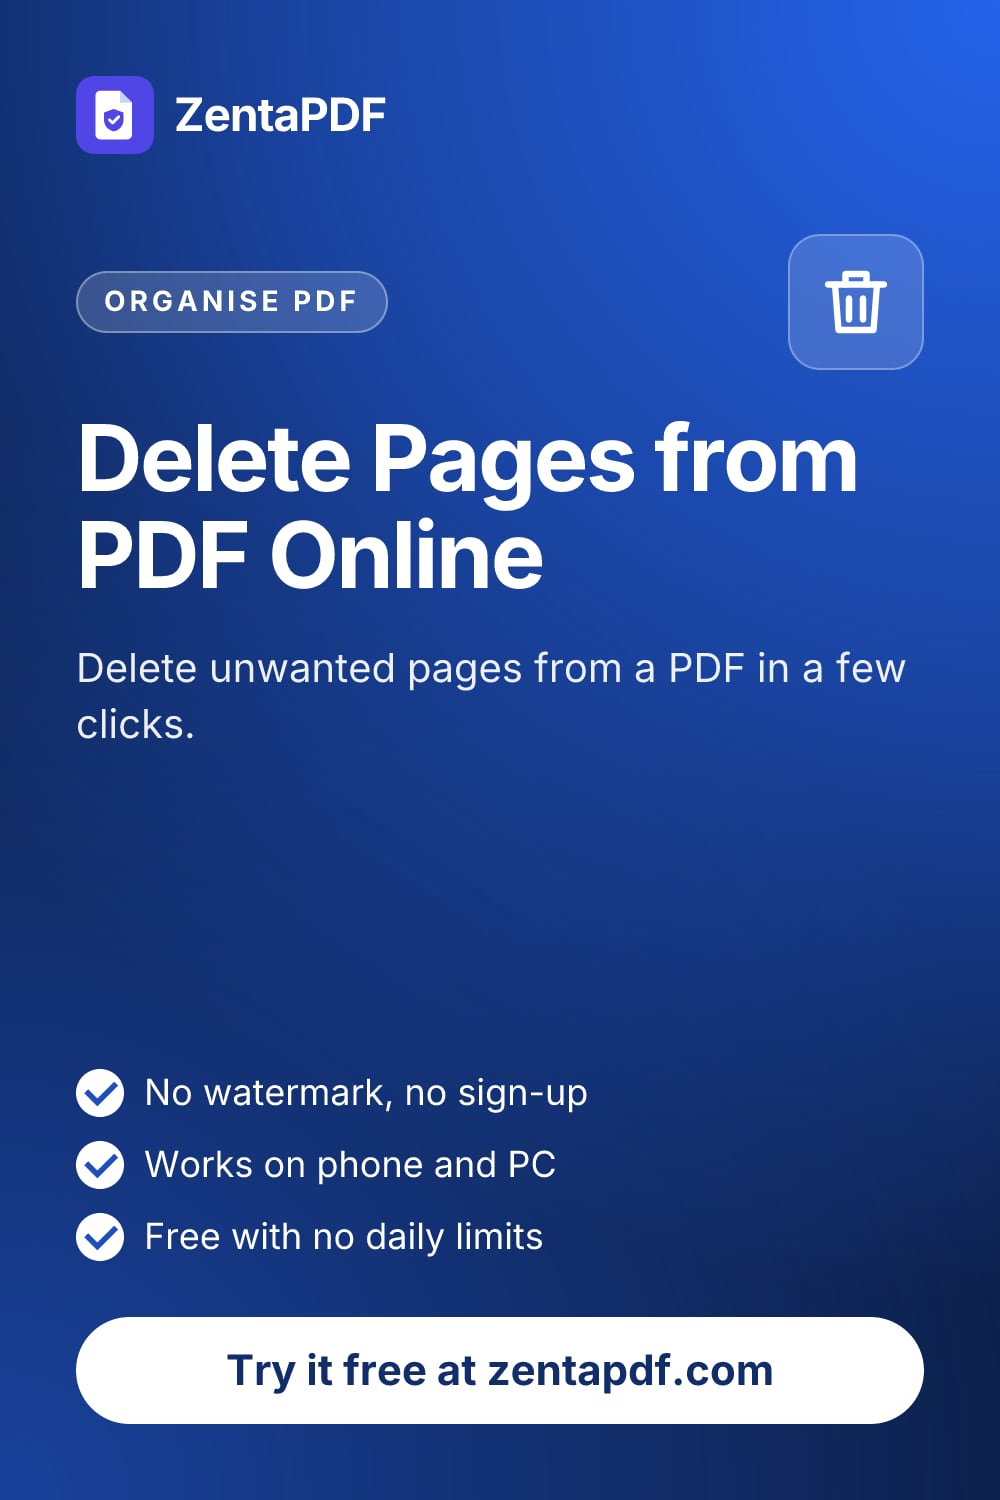 ZentaPDF
ORGANISE PDF
Delete Pages from
PDF Online
Delete unwanted pages from a PDF in a few
clicks.
No watermark, no sign-up
Works on phone and PC
Free with no daily limits
Try it free at zentapdf.com